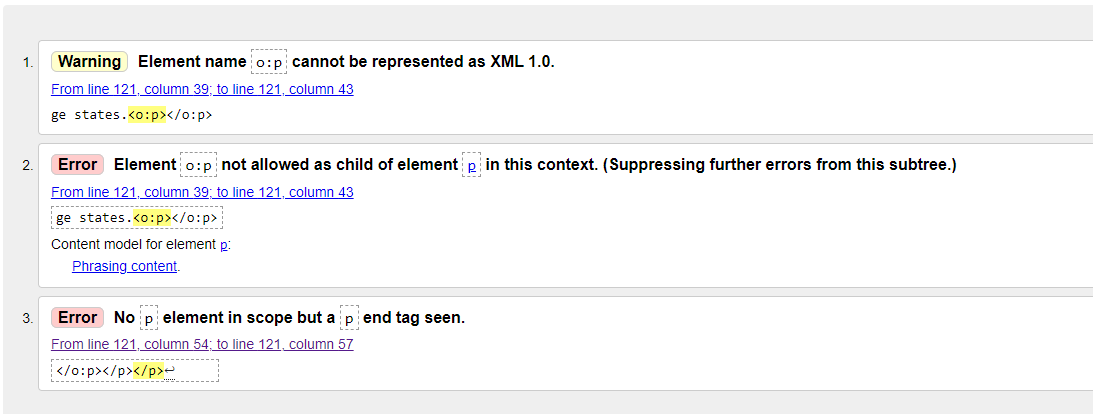 1. Warning Element name o:p cannot be represented as XML 1.0.
From line 121, column 39; to line 121, column 43
ge states.<o:p></o:p>
2. Error Element o:p not allowed as child of element p in this context. (Suppressing further errors from this subtree.)
From line 121, column 39; to line 121, column 43
ge states.<o:p></o:p>
Content model for element p:
Phrasing content.
3. Error No p element in scope but a p end tag seen.
From line 121, column 54; to line 121, column 57
</o:p></p></p>↩